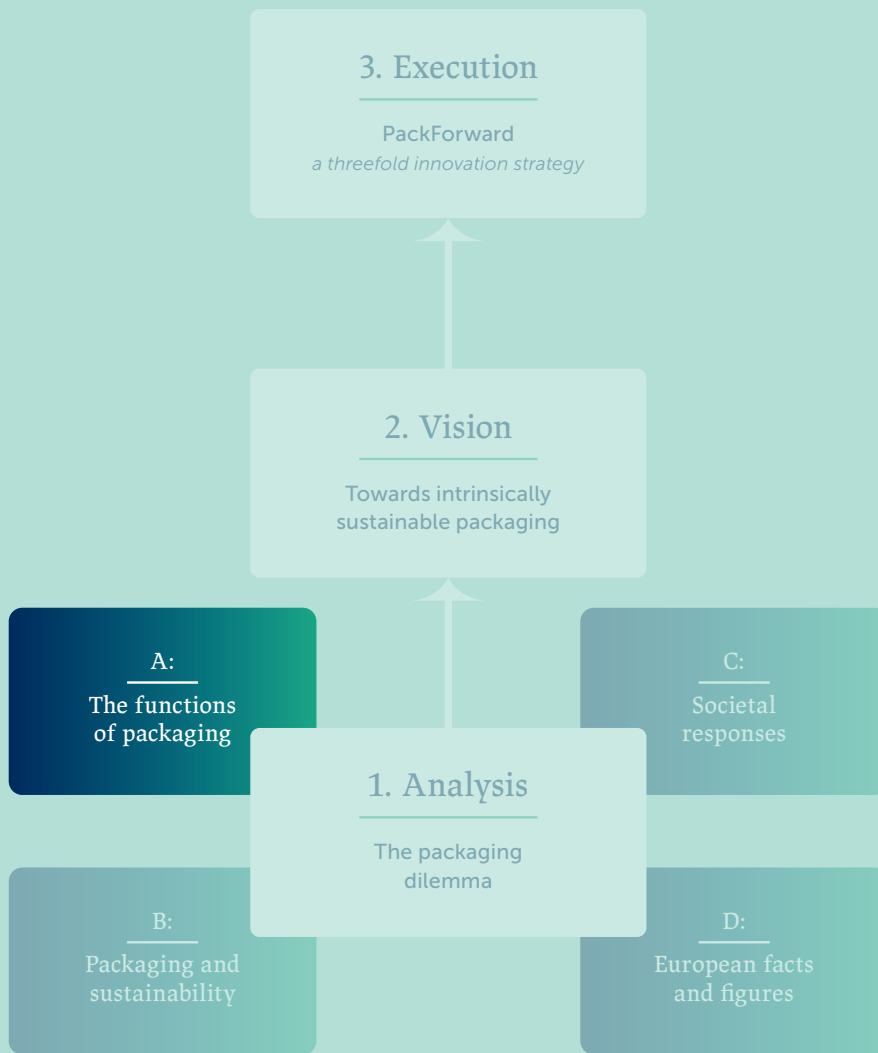 3. Execution
PackForward
a threefold innovation strategy
2. Vision
Towards intrinsically
sustainable packaging
A:
The functions
of packaging
C:
Societal
responses
1. Analysis
The packaging
dilemma
B:
Packaging and
sustainability
D:
European facts
and figures